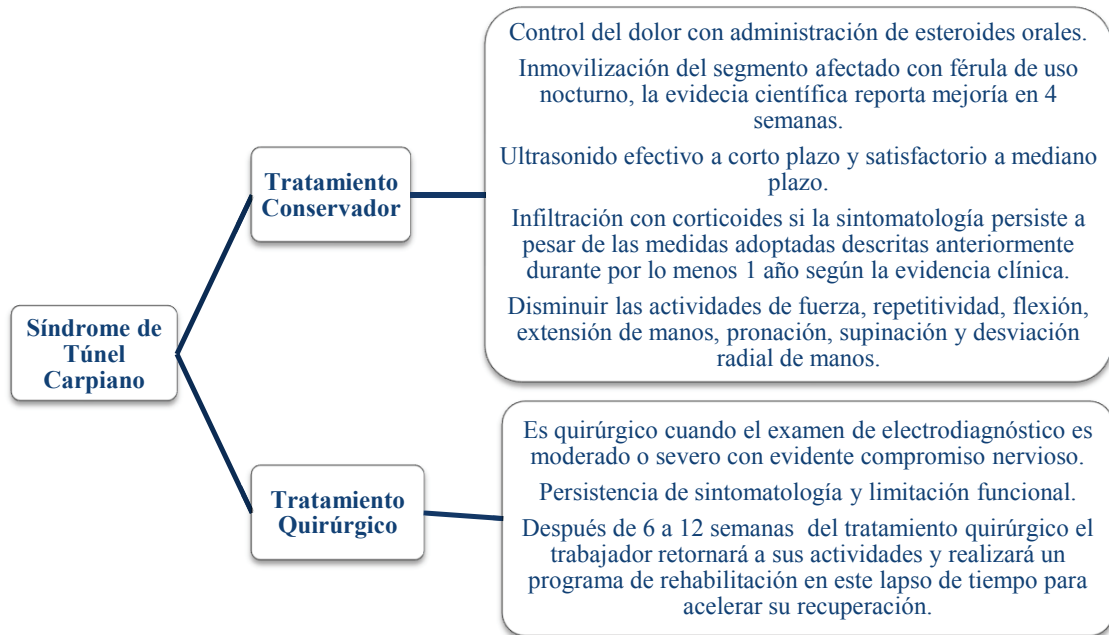 Control del dolor con administración de esteroides orales.
Inmovilización del segmento afectado con férula de uso
nocturno, la evidecia científica reporta mejoría en 4
semanas.
Ultrasonido efectivo a corto plazo y satisfactorio a mediano
plazo.
Infiltración con corticoides si la sintomatología persiste a
pesar de las medidas adoptadas descritas anteriormente
durante por lo menos 1 año según la evidencia clínica.
Disminuir las actividades de fuerza, repetitividad, flexión,
extensión de manos, pronación, supinación y desviación
radial de manos.
Tratamiento
Conservador
Síndrome de
Túnel
Carpiano
Tratamiento
Quirúrgico
Es quirúrgico cuando el examen de electrodiagnóstico es
moderado o severo con evidente compromiso nervioso.
Persistencia de sintomatología y limitación funcional.
Después de 6 a 12 semanas del tratamiento quirúrgico el
trabajador retornará a sus actividades y realizará un
programa de rehabilitación en este lapso de tiempo para
acelerar su recuperación.